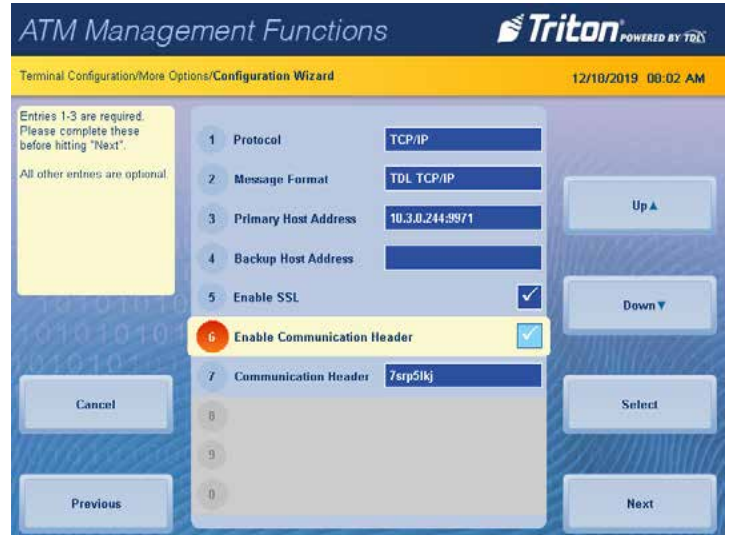 ATM Management Functions
Triton POWERED BY TDL
Terminal Configuration/More Options/Configuration Wizard
12/18/2019 08:02 AM
Entries 1-3 are required.
Please complete these
before hitting "Next".
All other entries are optional.
1 Protocol TCP/IP
2 Message Format TDL TCP/IP
3 Primary Host Address 10.3.0.244:9971
4 Backup Host Address
5 Enable SSL
6 Enable Communication Header
7 Communication Header 7srp5lkj
8
9
0
Up
Down
Cancel
Select
Previous
Next